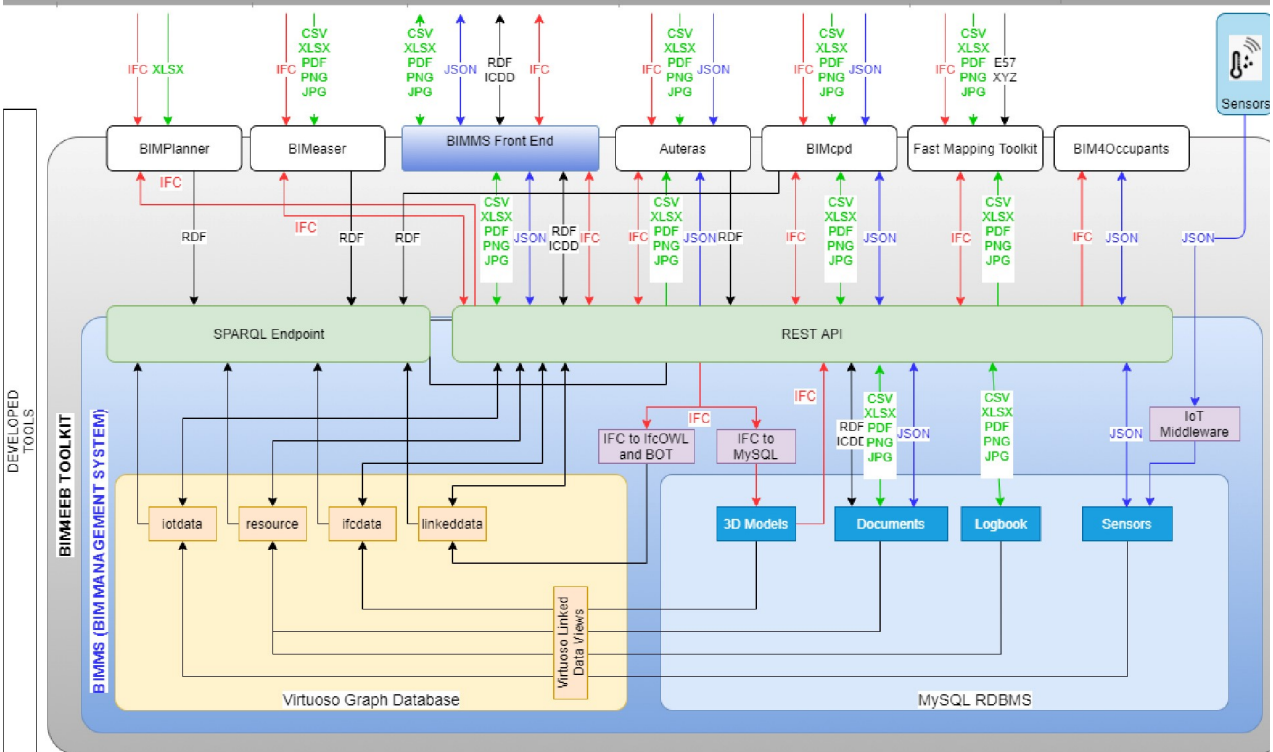 IFC XLSX
IFC
CSV
XLSX
PDF
PNG
JPG
CSV
XLSX
PDF
PNG
JPG
JSON
RDF
ICDD
IFC
IFC
CSV
XLSX
PDF
PNG
JPG
JSON
IFC
CSV
XLSX
PDF
PNG
JPG
JSON
IFC
CSV
XLSX
PDF
PNG
JPG
E57
XYZ
Sensors
BIMPlanner
BIMeaser
BIMMS Front End
Auteras
BIMcpd
Fast Mapping Toolkit
BIM4Occupants
IFC
RDF
IFC
RDF
RDF
CSV
XLSX
PDF
PNG
JPG
JSON
RDF
ICDD
IFC
IFC
CSV
XLSX
PDF
PNG
JPG
JSON
RDF
IFC
CSV
XLSX
PDF
PNG
JPG
JSON
IFC
CSV
XLSX
PDF
PNG
JPG
IFC
JSON
JSON
SPARQL Endpoint
REST API
IFC
IFC
RDF
ICDD
CSV
XLSX
PDF
PNG
JPG
JSON
CSV
XLSX
PDF
PNG
JPG
JSON
IFC to IfcOWL
and BOT
IFC to
MySQL
IoT
Middleware
iotdata
resource
ifcdata
linkeddata
3D Models
Documents
Logbook
Sensors
Virtuoso Linked
Data Views
Virtuoso Graph Database
MySQL RDBMS
DEVELOPED
TOOLS
BIM4EEB TOOLKIT
BIMMS (BIM MANAGEMENT SYSTEM)